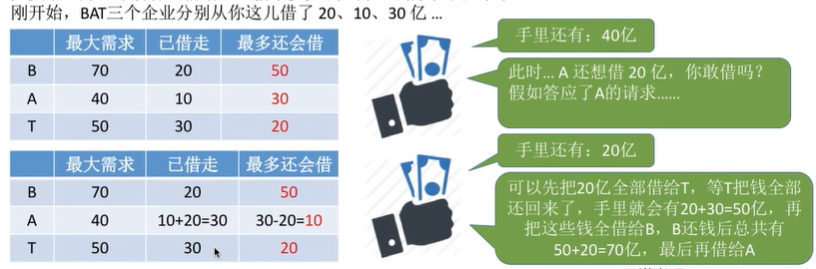 刚开始，BAT三个企业分别从你这儿借了 20、10、30 亿 ...
最大需求 已借走 最多还会借
B 70 20 50
A 40 10 30
T 50 30 20
手里还有：40亿
此时... A 还想借 20 亿，你敢借吗？
假如答应了A的请求......
最大需求 已借走 最多还会借
B 70 20 50
A 40 10+20=30 30-20=10
T 50 30 20
手里还有：20亿
可以先把20亿全部借给T，等T把钱全部
还回来了，手里就会有20+30=50亿，再
把这些钱全借给B，B还钱后总共有
50+20=70亿，最后再借给A